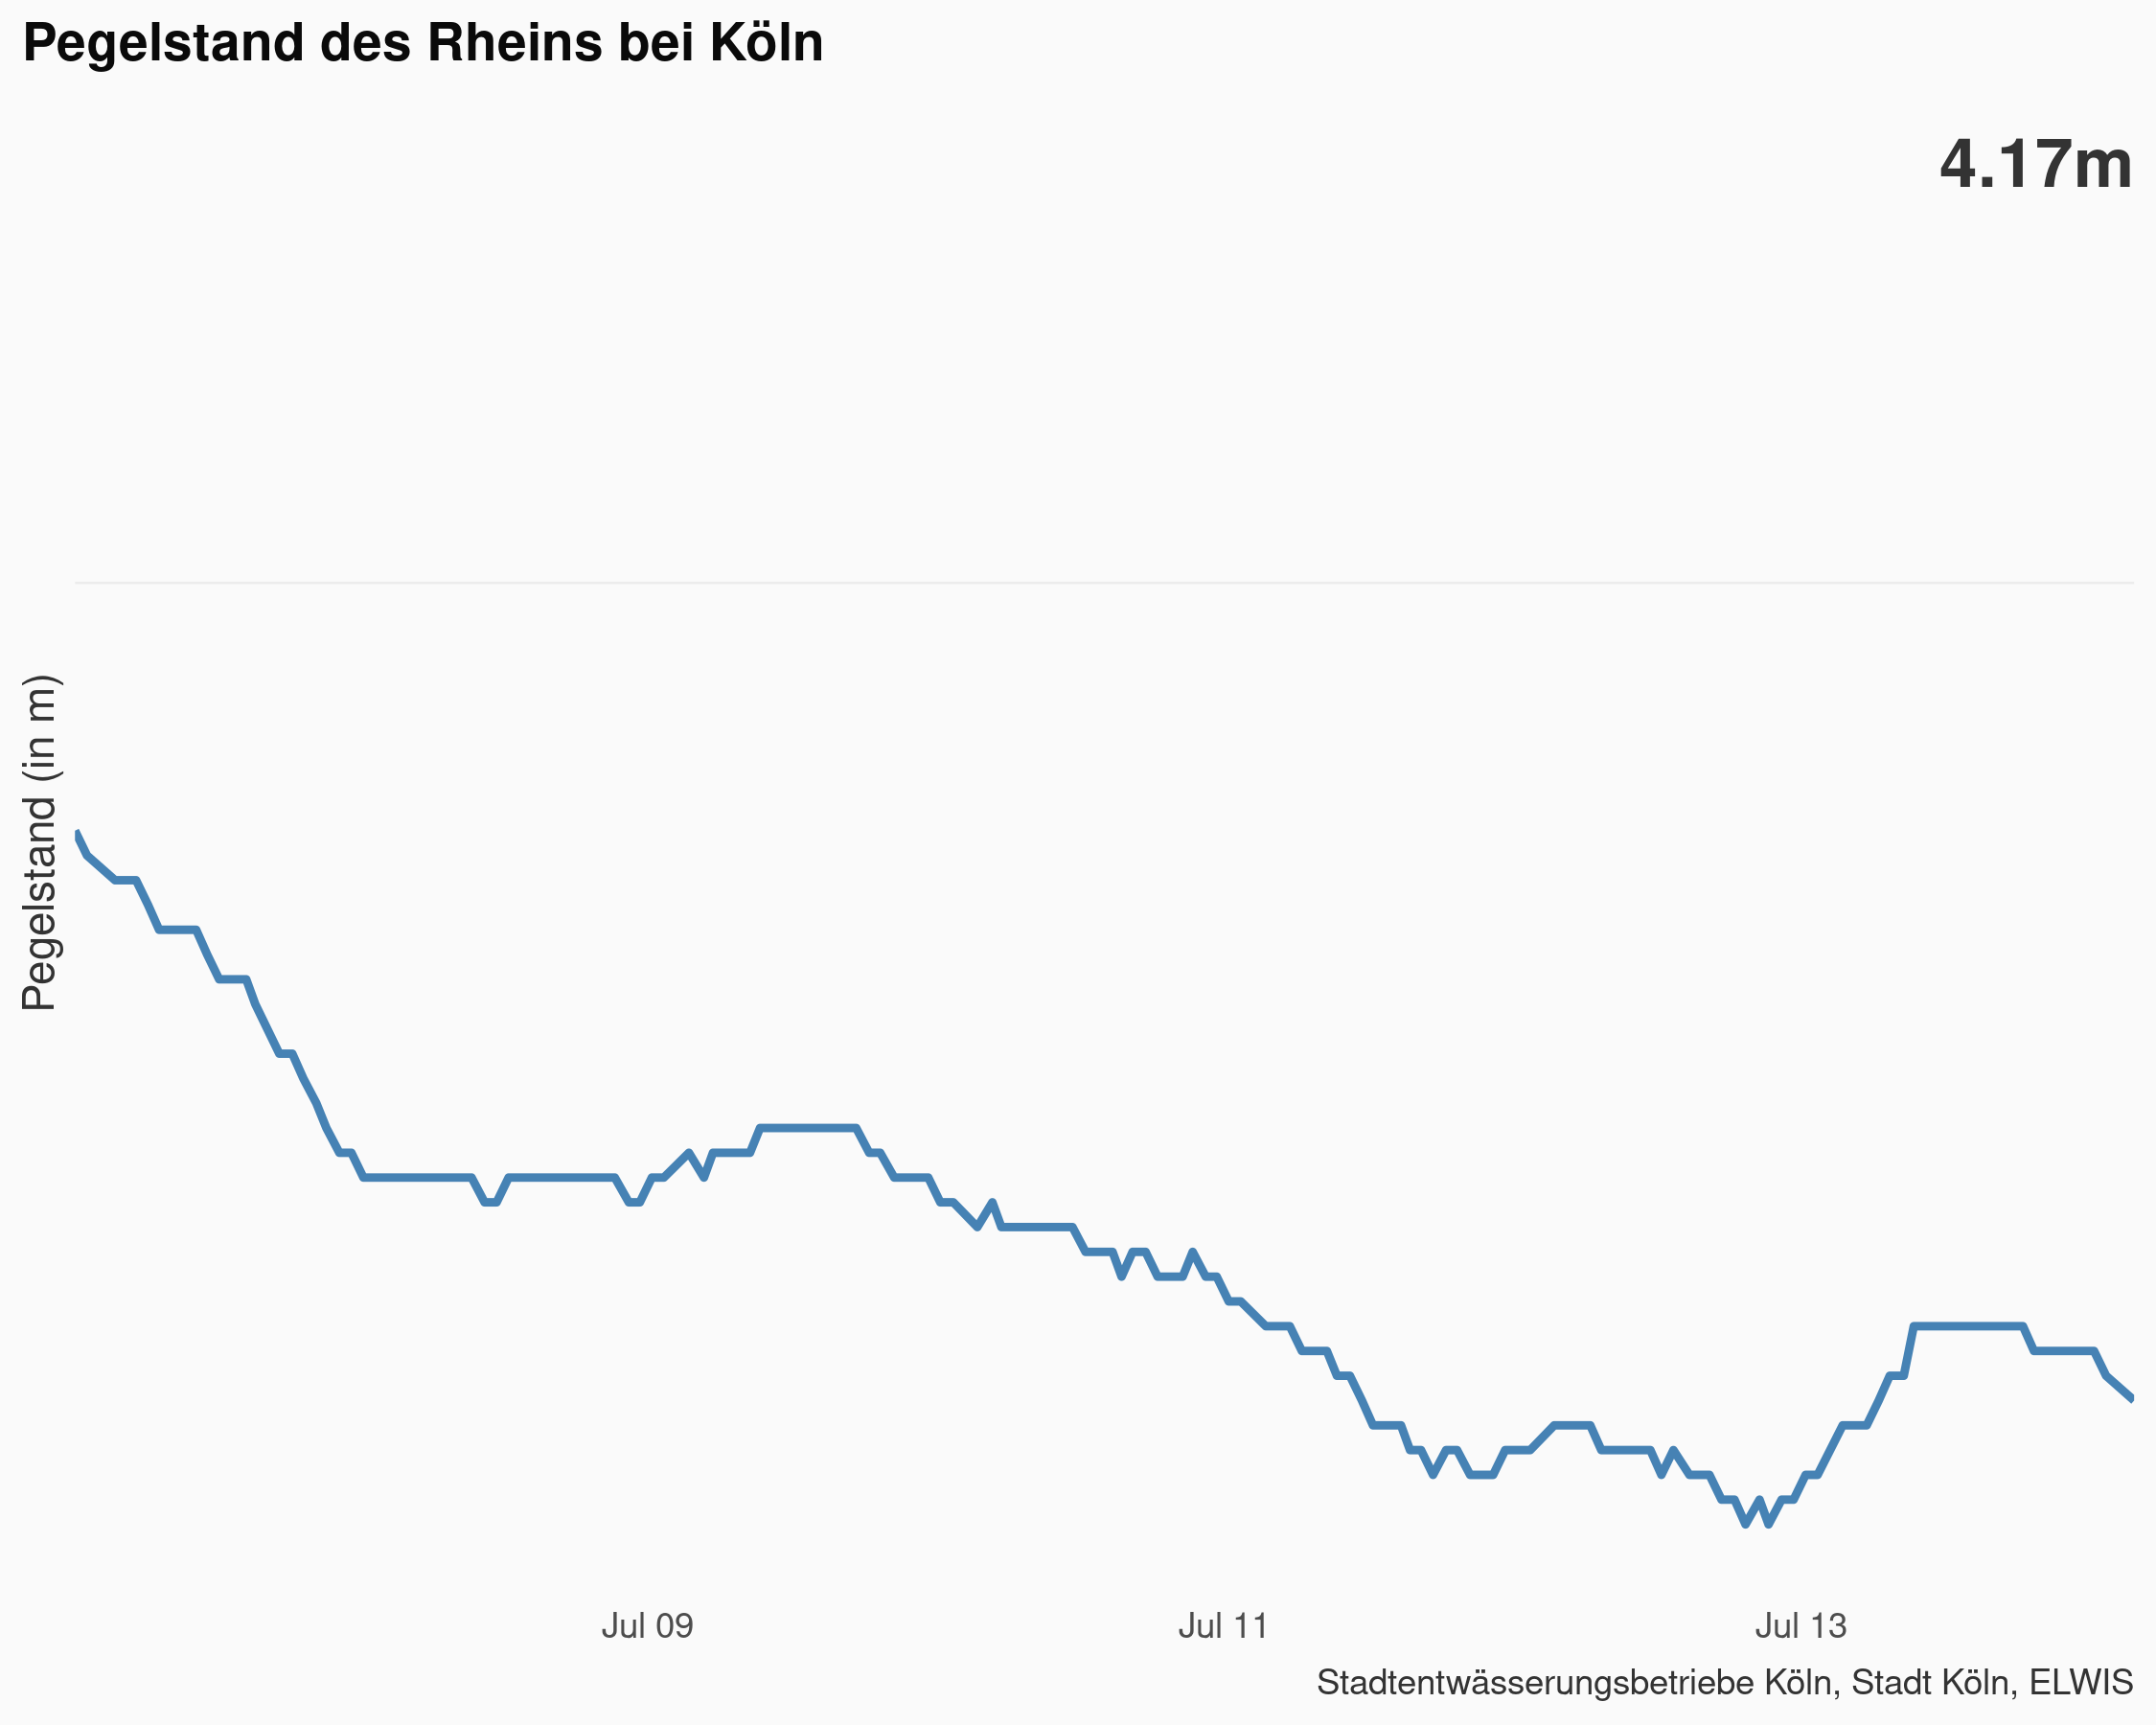 Pegelstand des Rheins bei Köln
4.17m
Pegelstand (in m)
Jul 09
Jul 11
Jul 13
Stadtentwässerungsbetriebe Köln, Stadt Köln, ELWIS